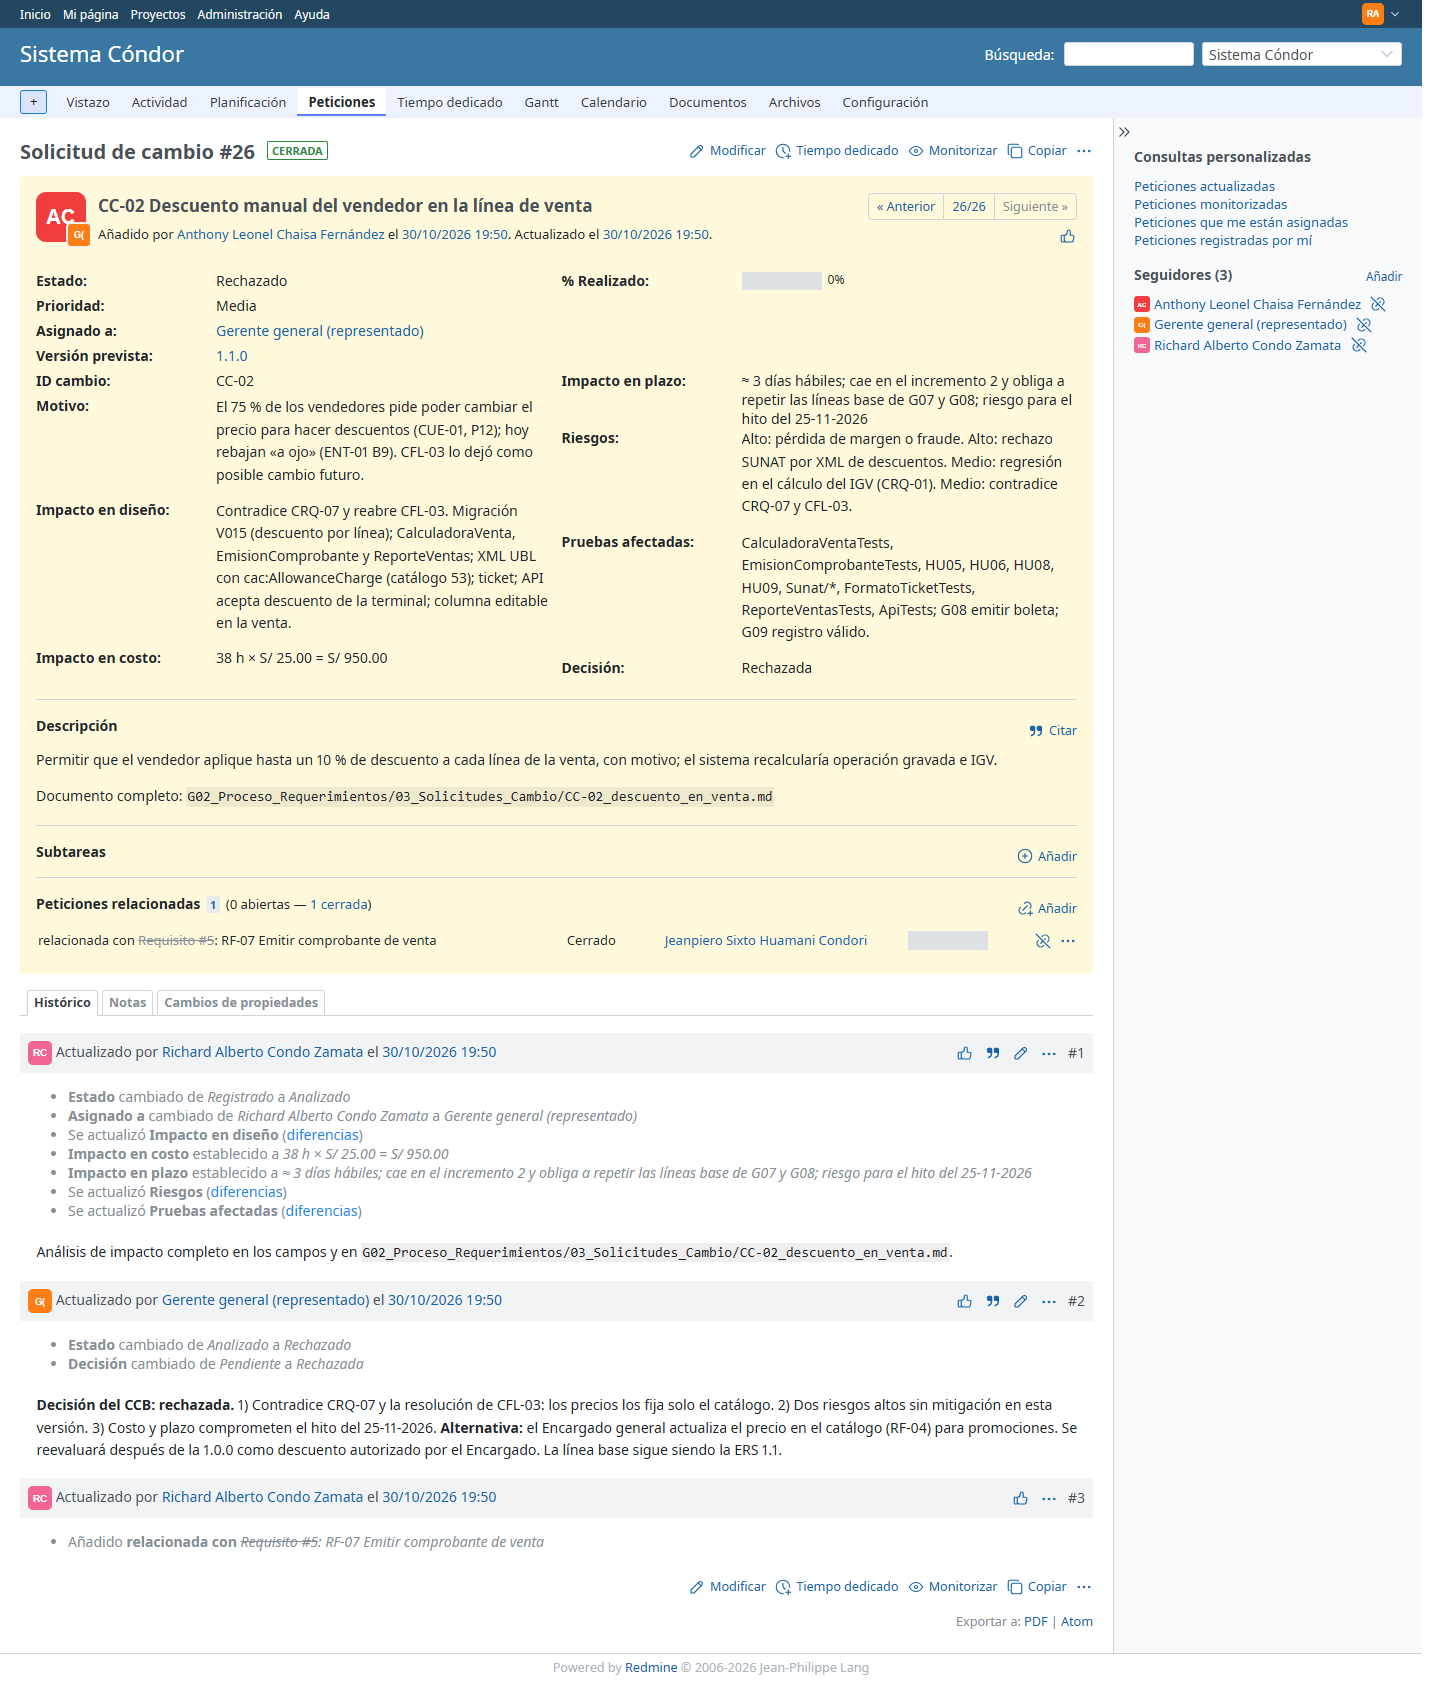 Inicio Mi página Proyectos Administración Ayuda RA
Sistema Cóndor
Búsqueda: Sistema Cóndor
+ Vistazo Actividad Planificación Peticiones Tiempo dedicado Gantt Calendario Documentos Archivos Configuración
Solicitud de cambio #26 CERRADA
Modificar Tiempo dedicado Monitorizar Copiar ...
AC G(
CC-02 Descuento manual del vendedor en la línea de venta
« Anterior 26/26 Siguiente »
Añadido por Anthony Leonel Chaisa Fernández el 30/10/2026 19:50. Actualizado el 30/10/2026 19:50.
Estado: Rechazado
% Realizado: 0%
Prioridad: Media
Asignado a: Gerente general (representado)
Versión prevista: 1.1.0
ID cambio: CC-02
Motivo: El 75 % de los vendedores pide poder cambiar el
precio para hacer descuentos (CUE-01, P12); hoy
rebajan «a ojo» (ENT-01 B9). CFL-03 lo dejó como
posible cambio futuro.
Impacto en diseño: Contradice CRQ-07 y reabre CFL-03. Migración
V015 (descuento por línea); CalculadoraVenta,
EmisionComprobante y ReporteVentas; XML UBL
con cac:AllowanceCharge (catálogo 53); ticket; API
acepta descuento de la terminal; columna editable
en la venta.
Impacto en costo: 38 h × S/ 25.00 = S/ 950.00
Impacto en plazo: ≈ 3 días hábiles; cae en el incremento 2 y obliga a
repetir las líneas base de G07 y G08; riesgo para el
hito del 25-11-2026
Riesgos: Alto: pérdida de margen o fraude. Alto: rechazo
SUNAT por XML de descuentos. Medio: regresión
en el cálculo del IGV (CRQ-01). Medio: contradice
CRQ-07 y CFL-03.
Pruebas afectadas: CalculadoraVentaTests,
EmisionComprobanteTests, HU05, HU06, HU08,
HU09, Sunat/*, FormatoTicketTests,
ReporteVentasTests, ApiTests; G08 emitir boleta;
G09 registro válido.
Decisión: Rechazada
Descripción
Citar
Permitir que el vendedor aplique hasta un 10 % de descuento a cada línea de la venta, con motivo; el sistema recalcularía operación gravada e IGV.
Documento completo: G02_Proceso_Requerimientos/03_Solicitudes_Cambio/CC-02_descuento_en_venta.md
Subtareas
Añadir
Peticiones relacionadas 1 (0 abiertas — 1 cerrada)
Añadir
relacionada con Requisito #5: RF-07 Emitir comprobante de venta Cerrado Jeanpiero Sixto Huamani Condori ...
Histórico Notas Cambios de propiedades
RC Actualizado por Richard Alberto Condo Zamata el 30/10/2026 19:50 ... #1
Estado cambiado de Registrado a Analizado
Asignado a cambiado de Richard Alberto Condo Zamata a Gerente general (representado)
Se actualizó Impacto en diseño (diferencias)
Impacto en costo establecido a 38 h × S/ 25.00 = S/ 950.00
Impacto en plazo establecido a ≈ 3 días hábiles; cae en el incremento 2 y obliga a repetir las líneas base de G07 y G08; riesgo para el hito del 25-11-2026
Se actualizó Riesgos (diferencias)
Se actualizó Pruebas afectadas (diferencias)
Análisis de impacto completo en los campos y en G02_Proceso_Requerimientos/03_Solicitudes_Cambio/CC-02_descuento_en_venta.md.
G( Actualizado por Gerente general (representado) el 30/10/2026 19:50 ... #2
Estado cambiado de Analizado a Rechazado
Decisión cambiado de Pendiente a Rechazada
Decisión del CCB: rechazada. 1) Contradice CRQ-07 y la resolución de CFL-03: los precios los fija solo el catálogo. 2) Dos riesgos altos sin mitigación en esta
versión. 3) Costo y plazo comprometen el hito del 25-11-2026. Alternativa: el Encargado general actualiza el precio en el catálogo (RF-04) para promociones. Se
reevaluará después de la 1.0.0 como descuento autorizado por el Encargado. La línea base sigue siendo la ERS 1.1.
RC Actualizado por Richard Alberto Condo Zamata el 30/10/2026 19:50 ... #3
Añadido relacionada con Requisito #5: RF-07 Emitir comprobante de venta
Modificar Tiempo dedicado Monitorizar Copiar ...
Exportar a: PDF | Atom
Consultas personalizadas
Peticiones actualizadas
Peticiones monitorizadas
Peticiones que me están asignadas
Peticiones registradas por mí
Seguidores (3) Añadir
AC Anthony Leonel Chaisa Fernández
G( Gerente general (representado)
RC Richard Alberto Condo Zamata
Powered by Redmine © 2006-2026 Jean-Philippe Lang